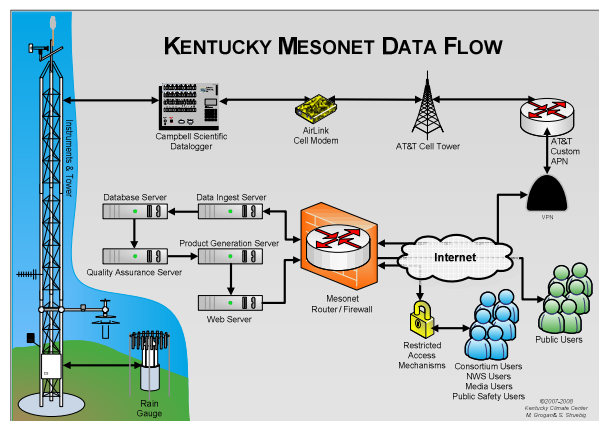 KENTUCKY MESONET DATA FLOW
Instruments & Tower
Campbell Scientific
Datalogger
AirLink
Cell Modem
AT&T Cell Tower
AT&T
Custom
APN
VPN
Database Server
Data Ingest Server
Quality Assurance Server
Product Generation Server
Web Server
Mesonet
Router / Firewall
Internet
Restricted
Access
Mechanisms
Consortium Users
NWS Users
Media Users
Public Safety Users
Public Users
Rain
Gauge
©2007-2008
Kentucky Climate Center
M. Grogan& S. Struebig